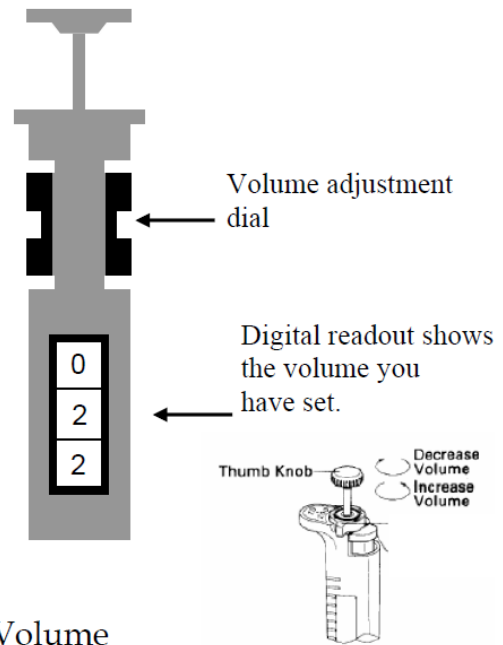 Volume adjustment
dial
Digital readout shows
the volume you
have set.
0
2
2
Thumb Knob
Decrease
Volume
Increase
Volume
Volume